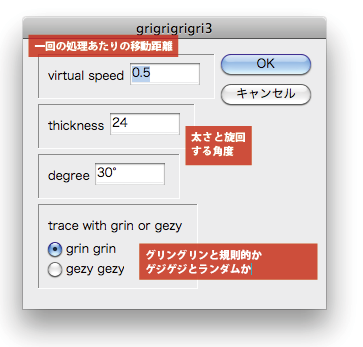 grigrigrigri3
一回の処理あたりの移動距離
virtual speed 0.5
OK
キャンセル
thickness 24
太さと旋回
する角度
degree 30°
trace with grin or gezy
grin grin
gezy gezy
グリングリンと規則的か
ゲジゲジとランダムか